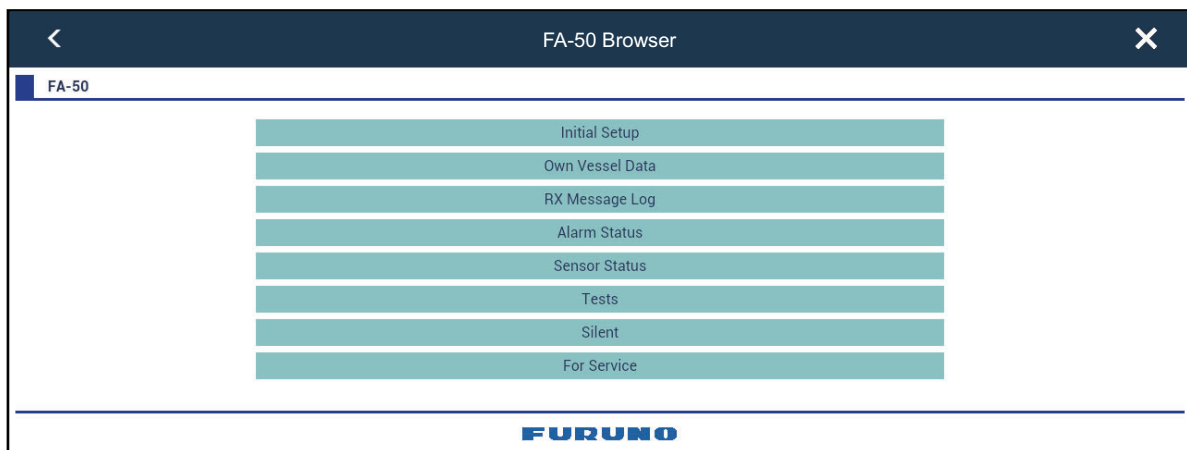 FA-50 Browser
FA-50
Initial Setup
Own Vessel Data
RX Message Log
Alarm Status
Sensor Status
Tests
Silent
For Service
FURUNO